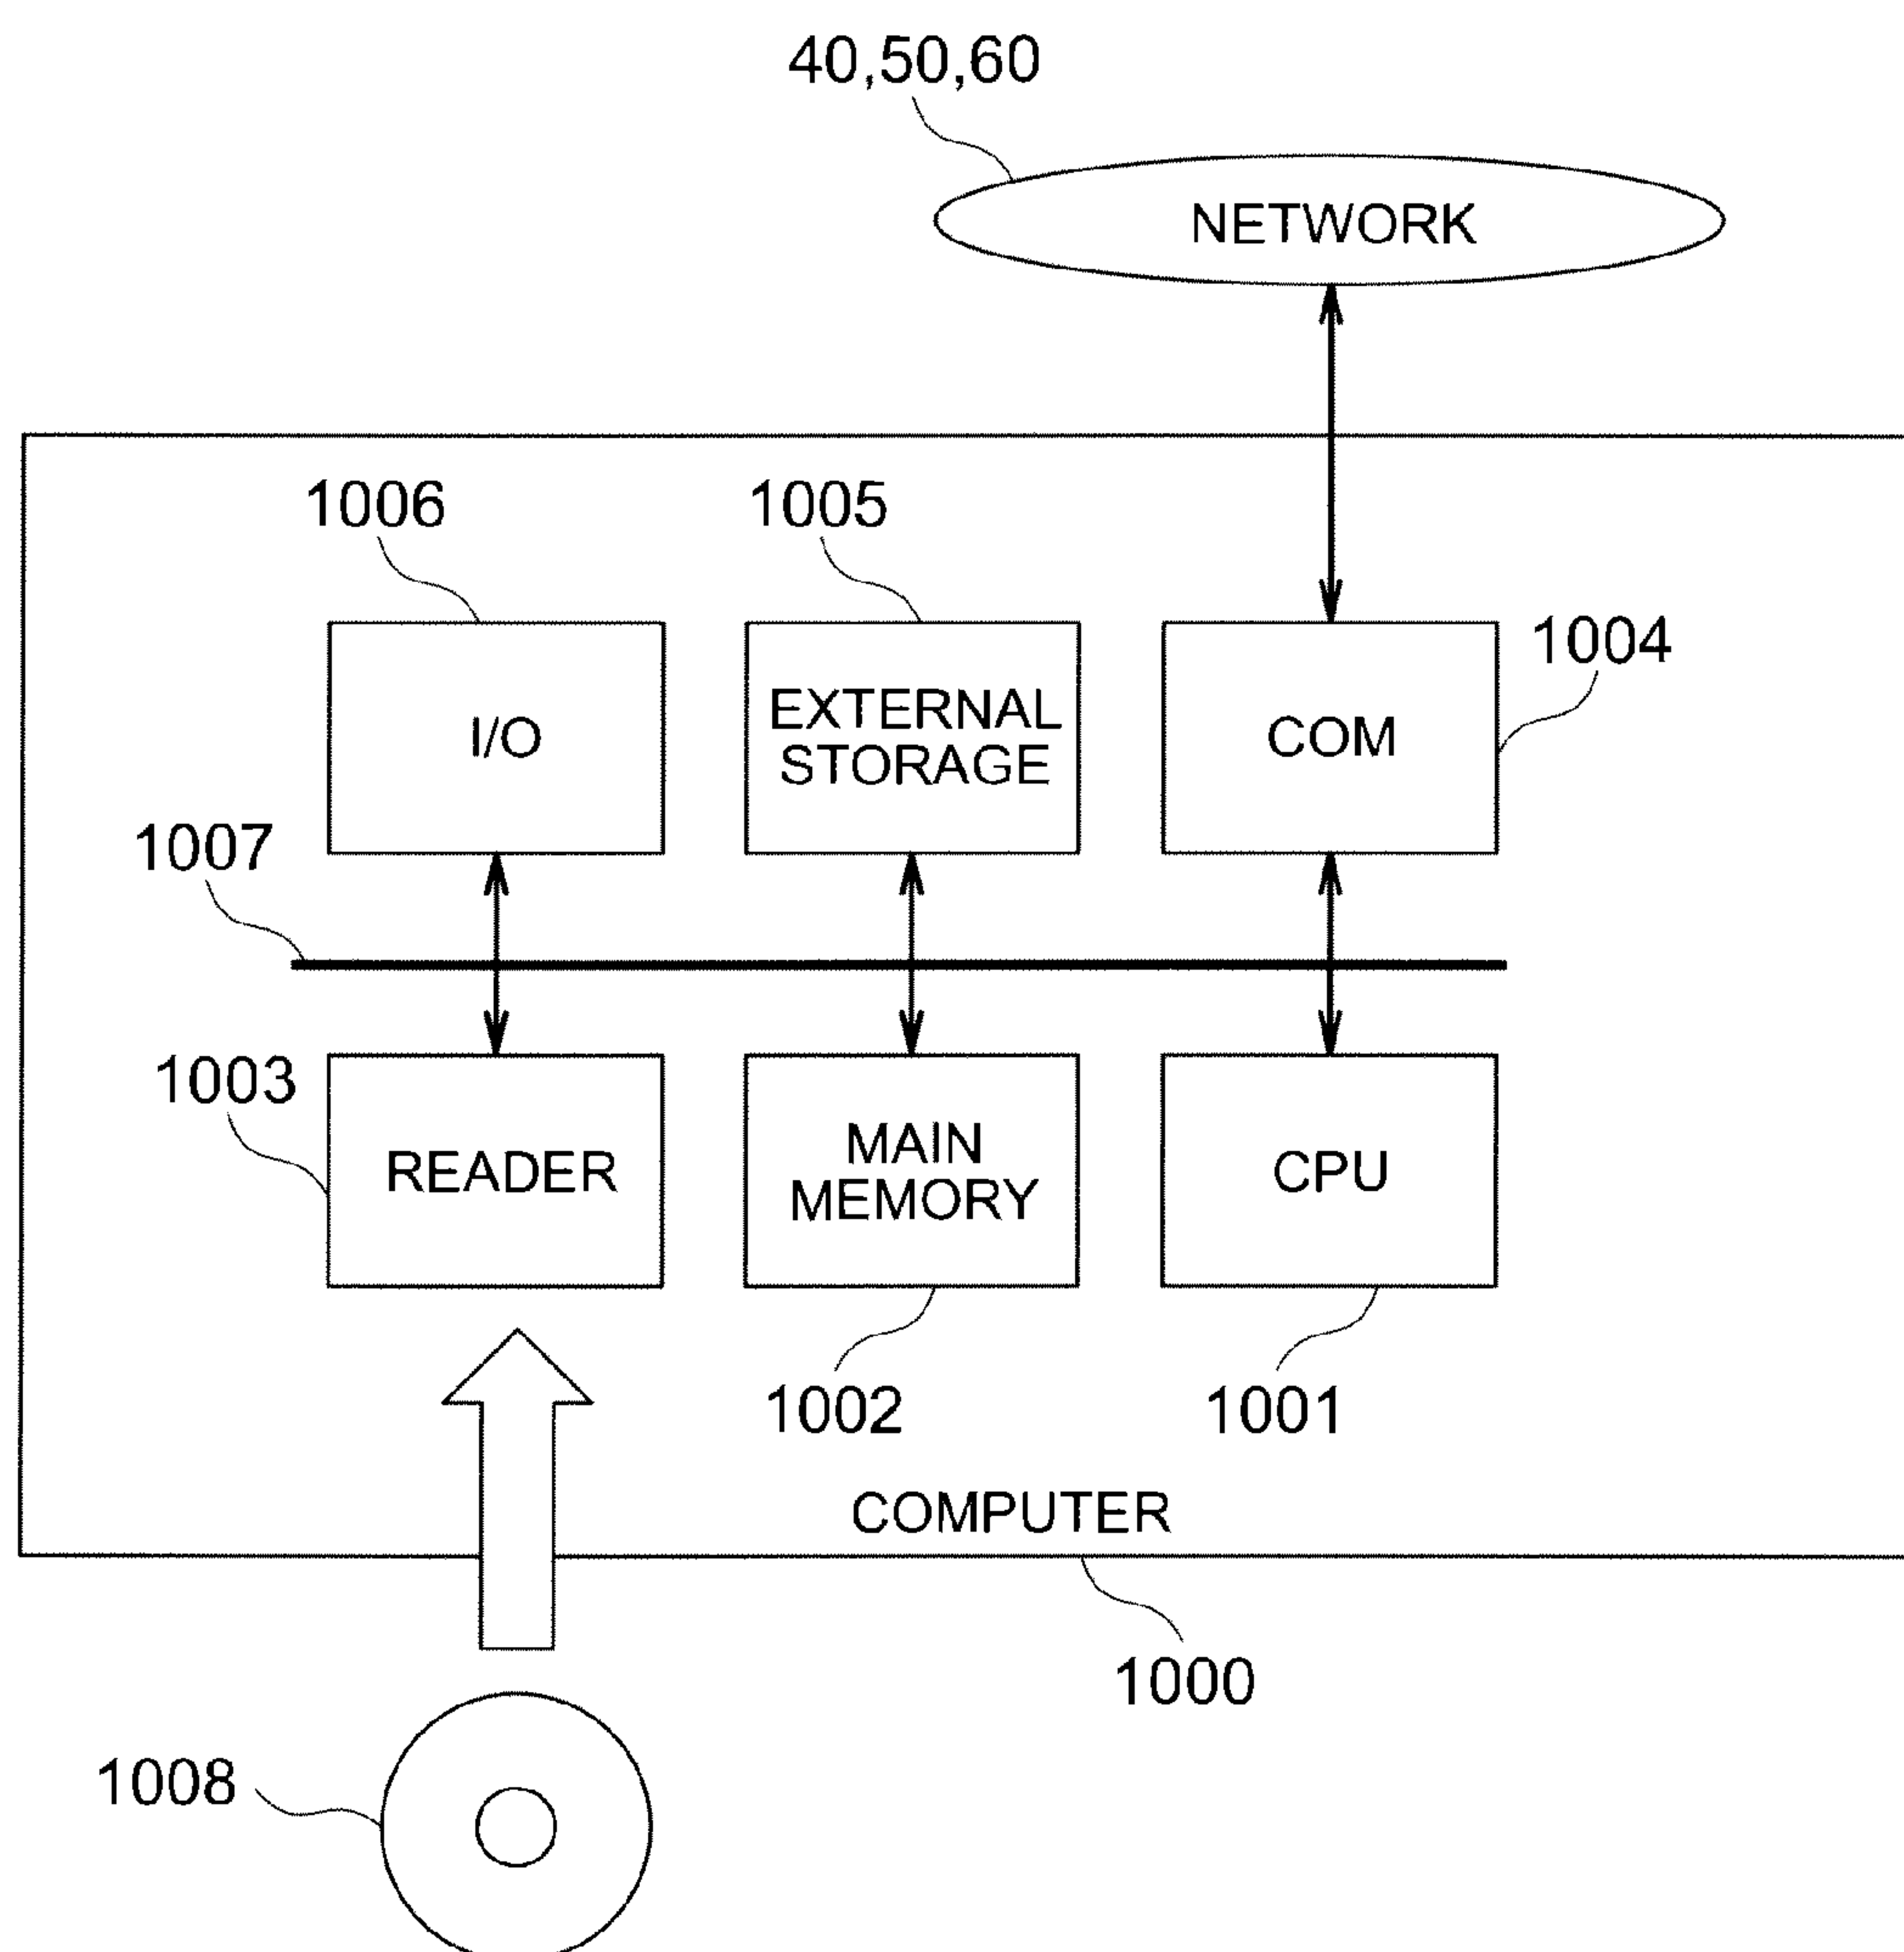 40,50,60
NETWORK
1006
1005
1004
I/O
EXTERNAL
STORAGE
COM
1007
1003
READER
MAIN
MEMORY
CPU
1002
1001
COMPUTER
1000
1008